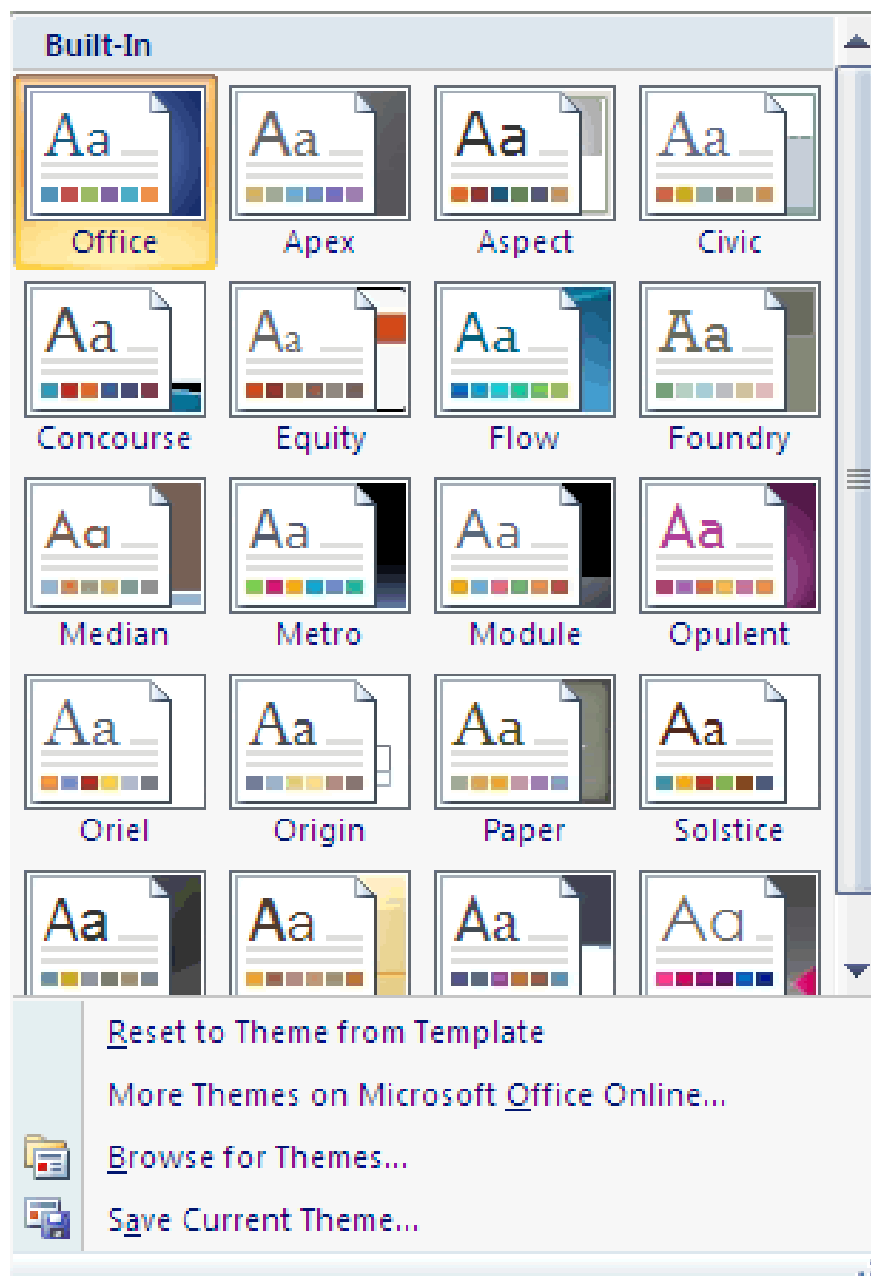 Built-In
Aa Aa Aa Aa
Office Apex Aspect Civic
Aa Aa Aa Aa
Concourse Equity Flow Foundry
Aa Aa Aa Aa
Median Metro Module Opulent
Aa Aa Aa Aa
Oriel Origin Paper Solstice
Aa Aa Aa Aa
Reset to Theme from Template
More Themes on Microsoft Office Online...
Browse for Themes...
Save Current Theme...